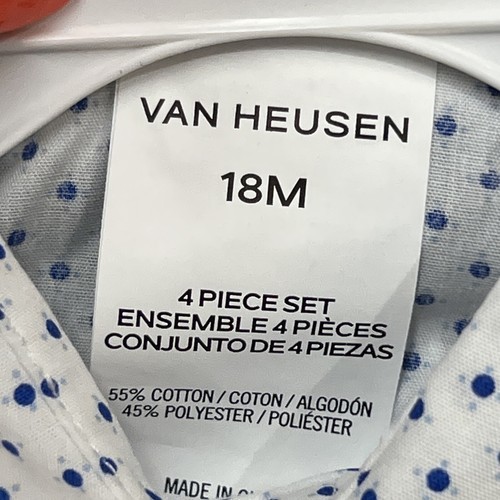 VAN HEUSEN
18M
4 PIECE SET
ENSEMBLE 4 PIÈCES
CONJUNTO DE 4 PIEZAS
55% COTTON / COTON / ALGODÓN
45% POLYESTER / POLIÉSTER
MADE IN